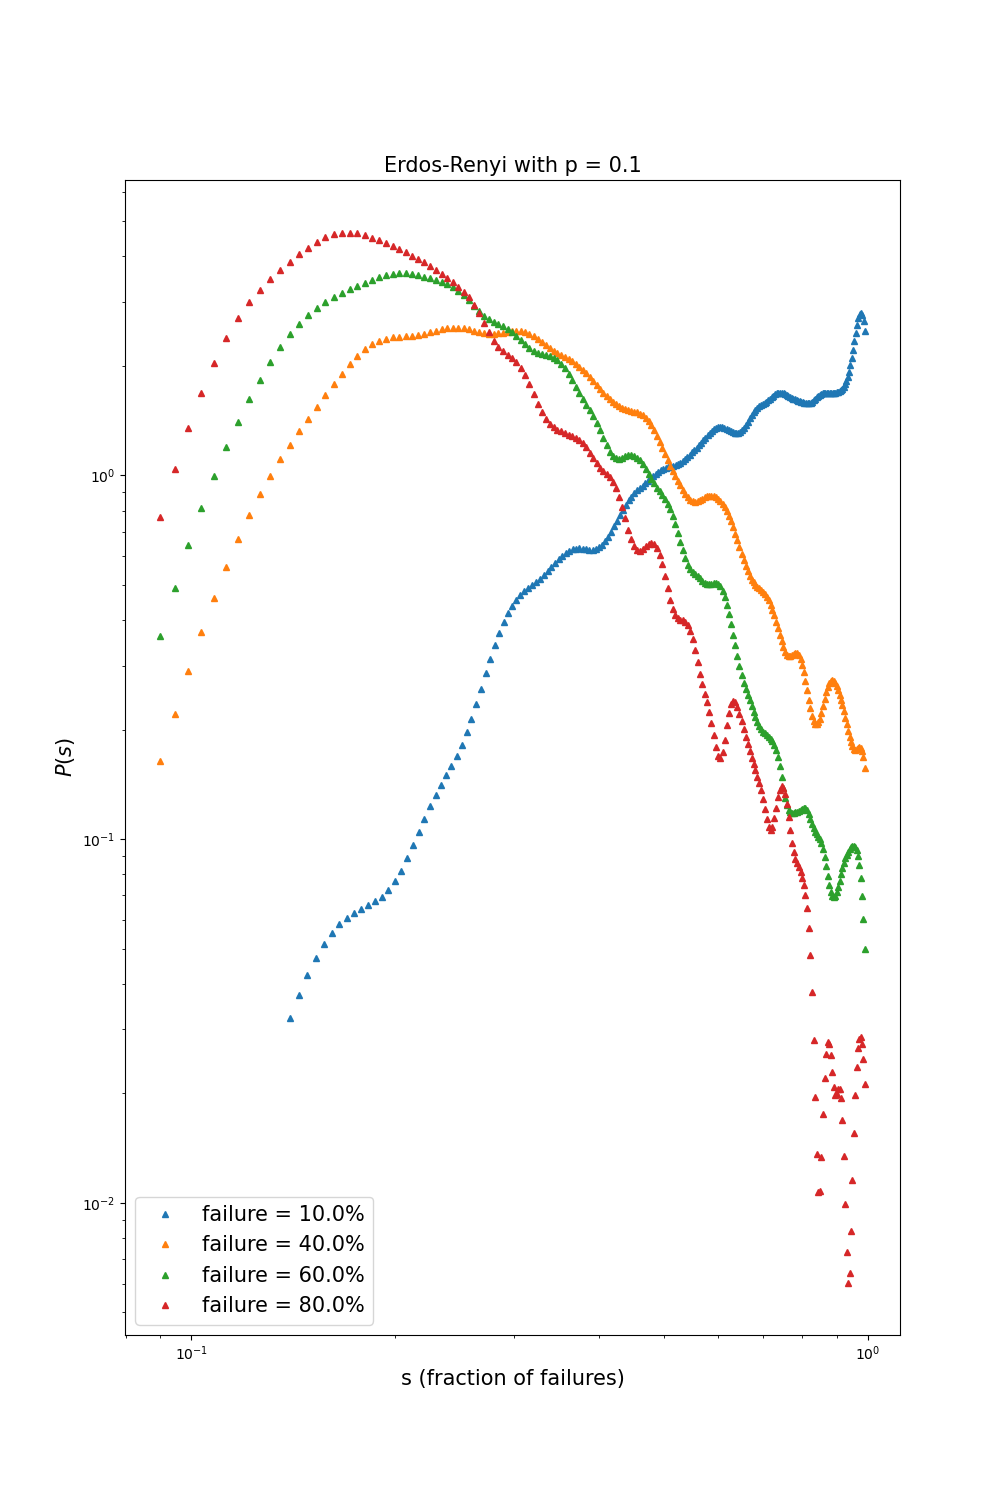 Erdos-Renyi with p = 0.1
P(s)
10⁰
10⁻¹
10⁻²
failure = 10.0%
failure = 40.0%
failure = 60.0%
failure = 80.0%
10⁻¹
10⁰
s (fraction of failures)